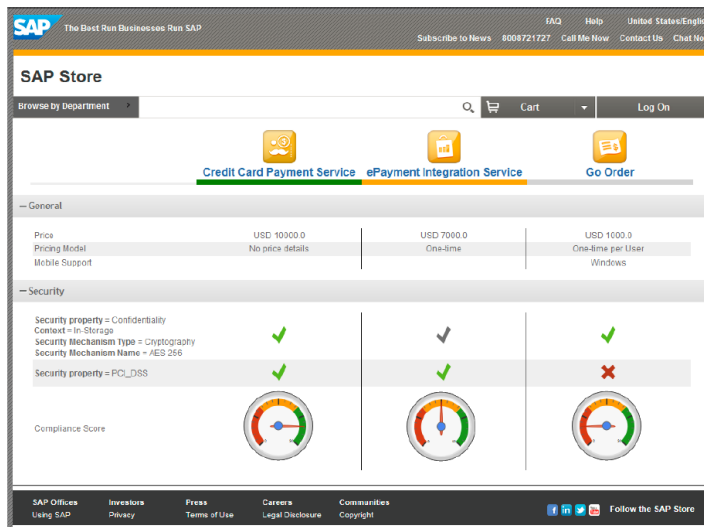 SAP The Best Run Businesses Run SAP
FAQ Help United States/Englis
Subscribe to News 8008721727 Call Me Now Contact Us Chat No
SAP Store
Browse by Department Cart Log On
Credit Card Payment Service ePayment Integration Service Go Order
General
Price USD 10000.0 USD 7000.0 USD 1000.0
Pricing Model No price details One-time One-time per User
Mobile Support Windows
Security
Security property = Confidentiality
Context = In-Storage
Security Mechanism Type = Cryptography
Security Mechanism Name = AES 256
Security property = PCI_DSS
Compliance Score
SAP Offices Investors Press Careers Communities
Using SAP Privacy Terms of Use Legal Disclosure Copyright
Follow the SAP Store